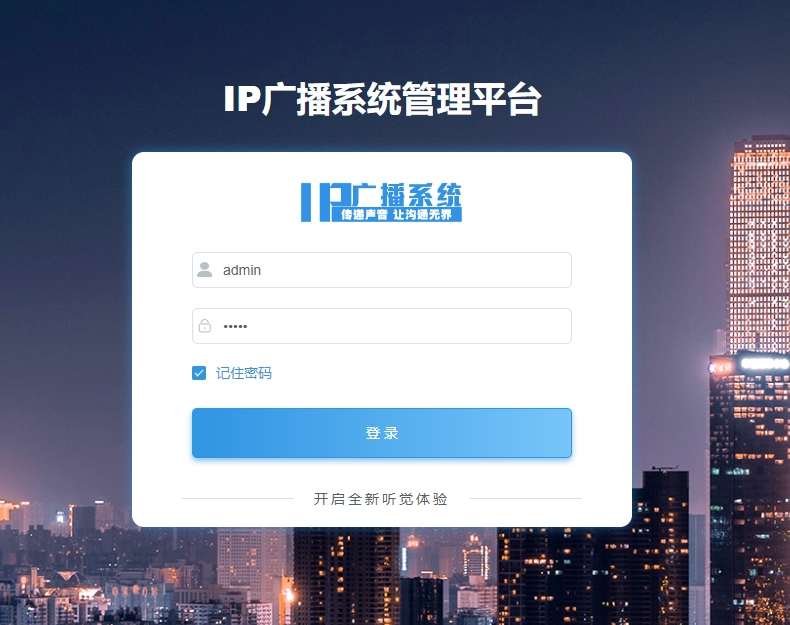 IP广播系统管理平台
IP广播系统
传递声音 让沟通无界
admin
•••••
记住密码
登录
开启全新听觉体验